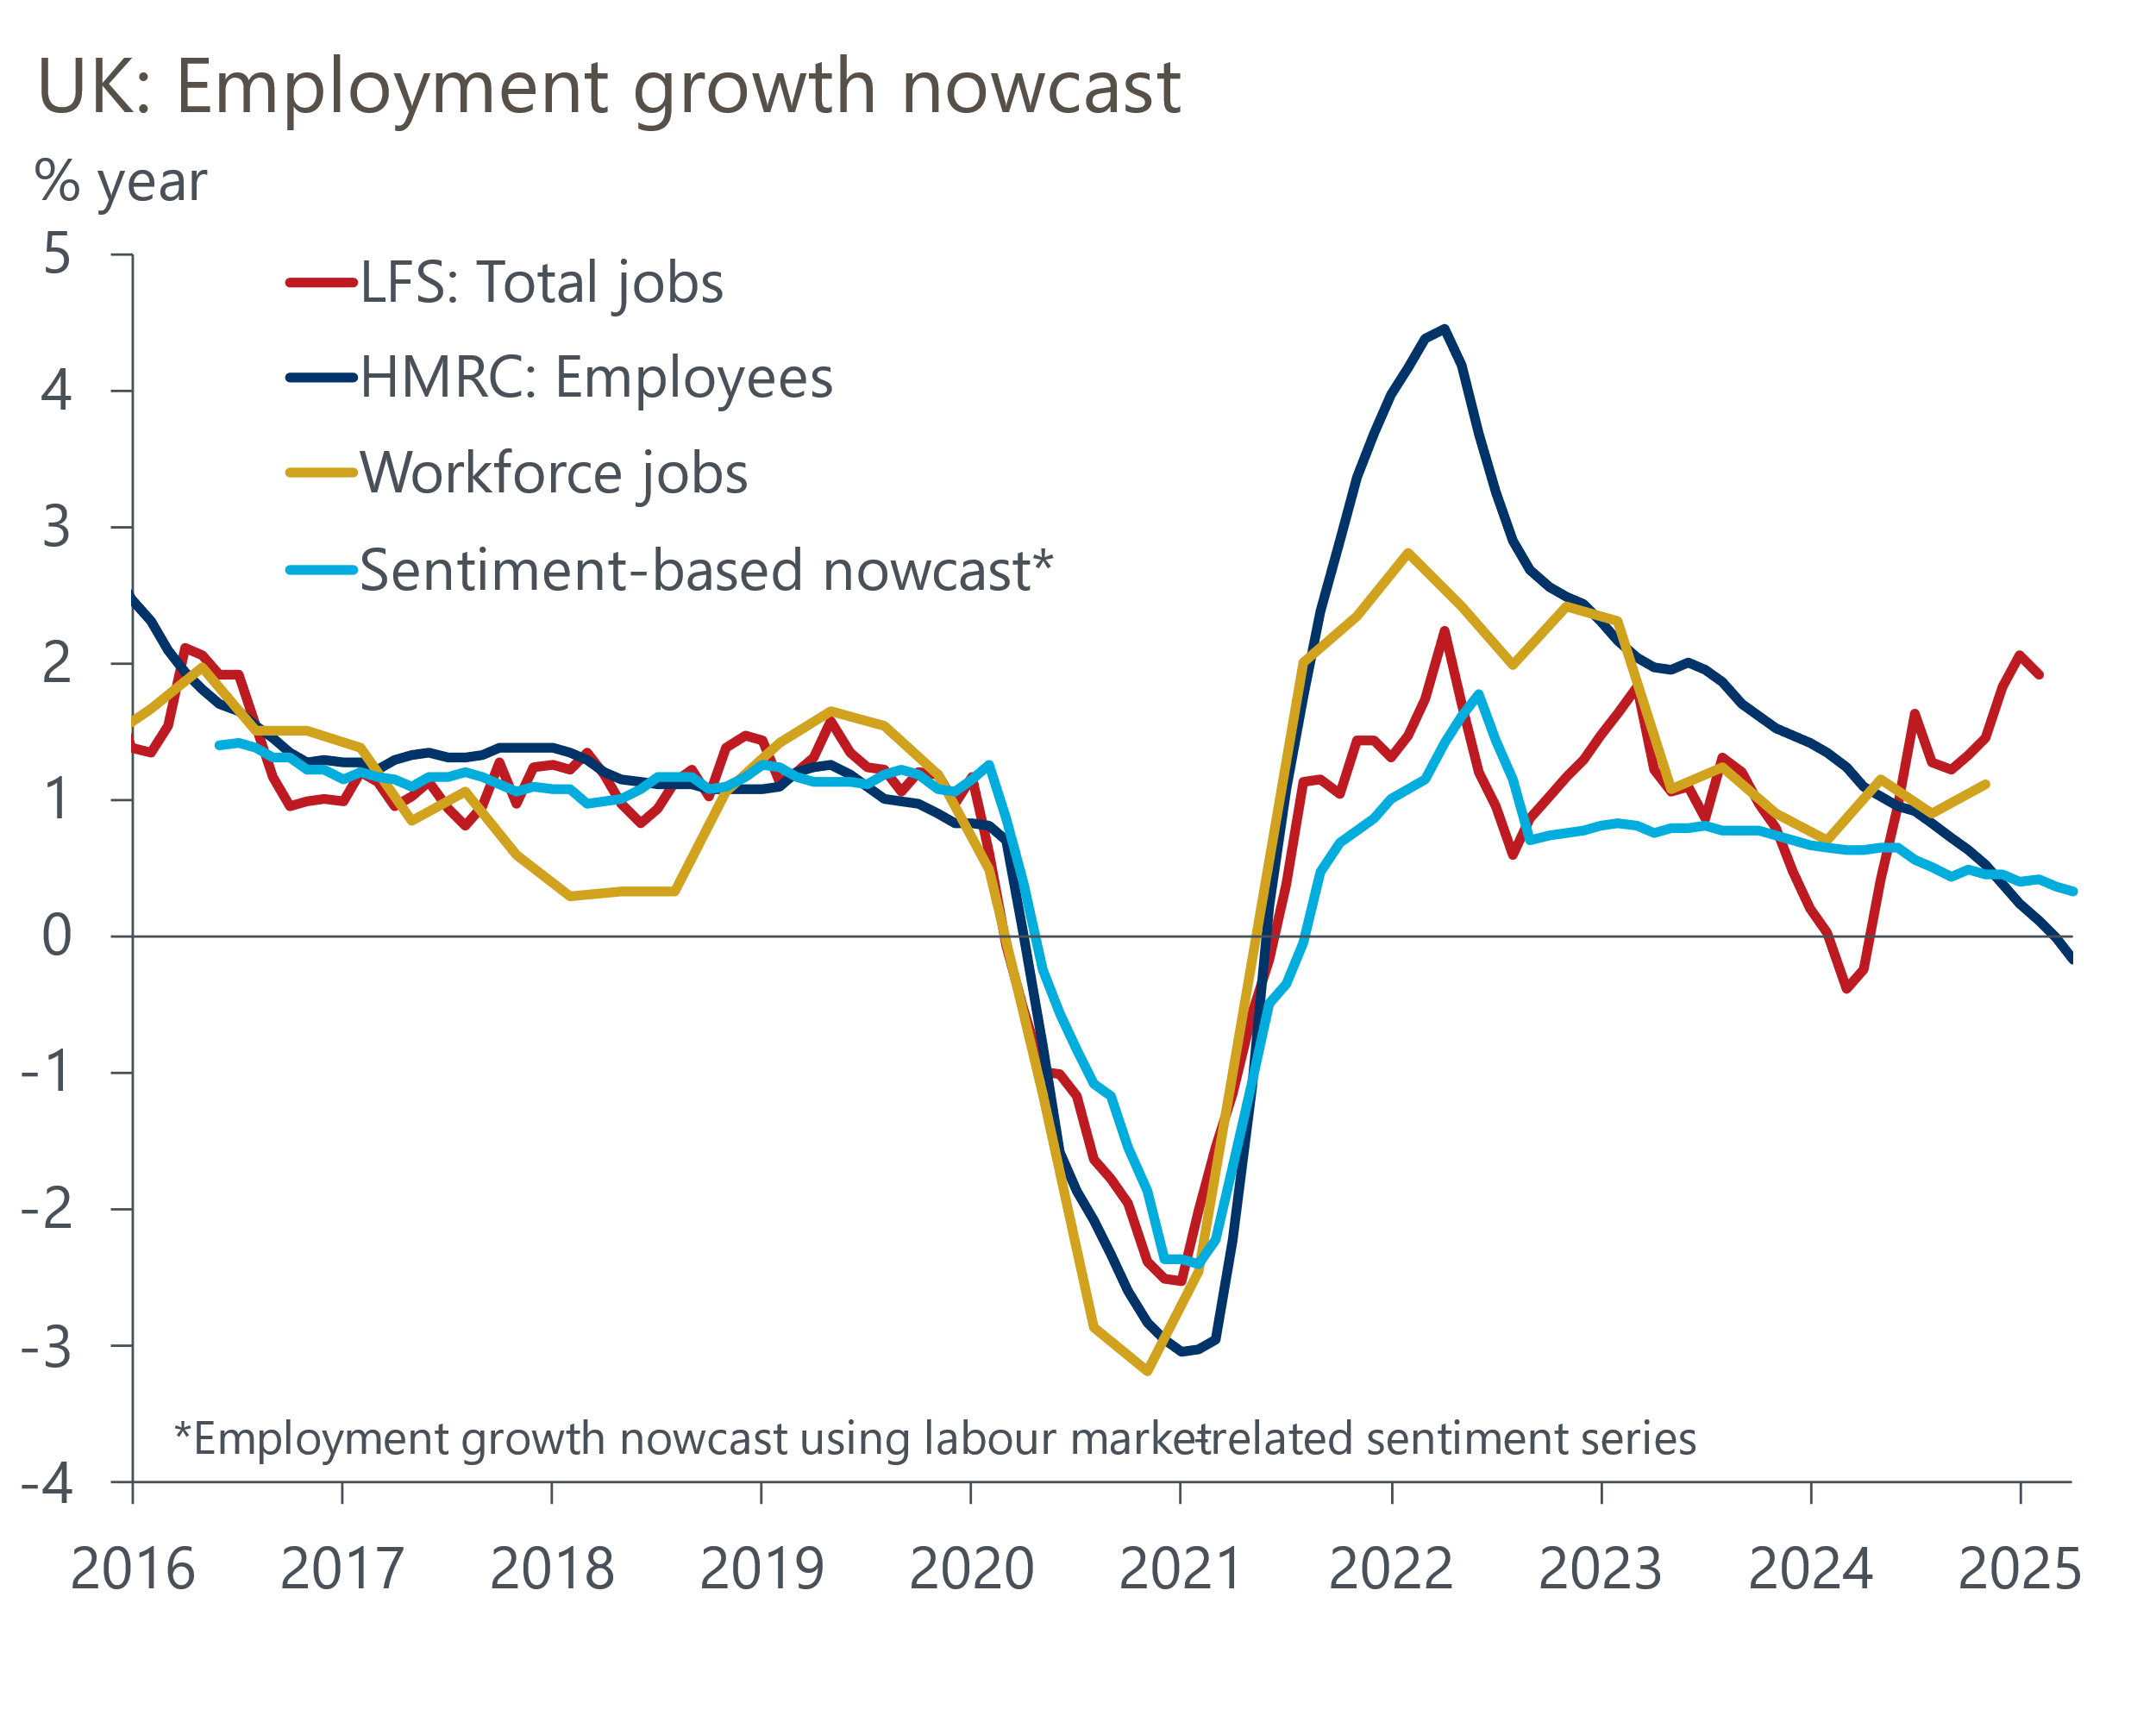 UK: Employment growth nowcast
% year
5
4
3
2
1
0
-1
-2
-3
-4
LFS: Total jobs
HMRC: Employees
Workforce jobs
Sentiment-based nowcast*
*Employment growth nowcast using labour market-related sentiment series
2016 2017 2018 2019 2020 2021 2022 2023 2024 2025